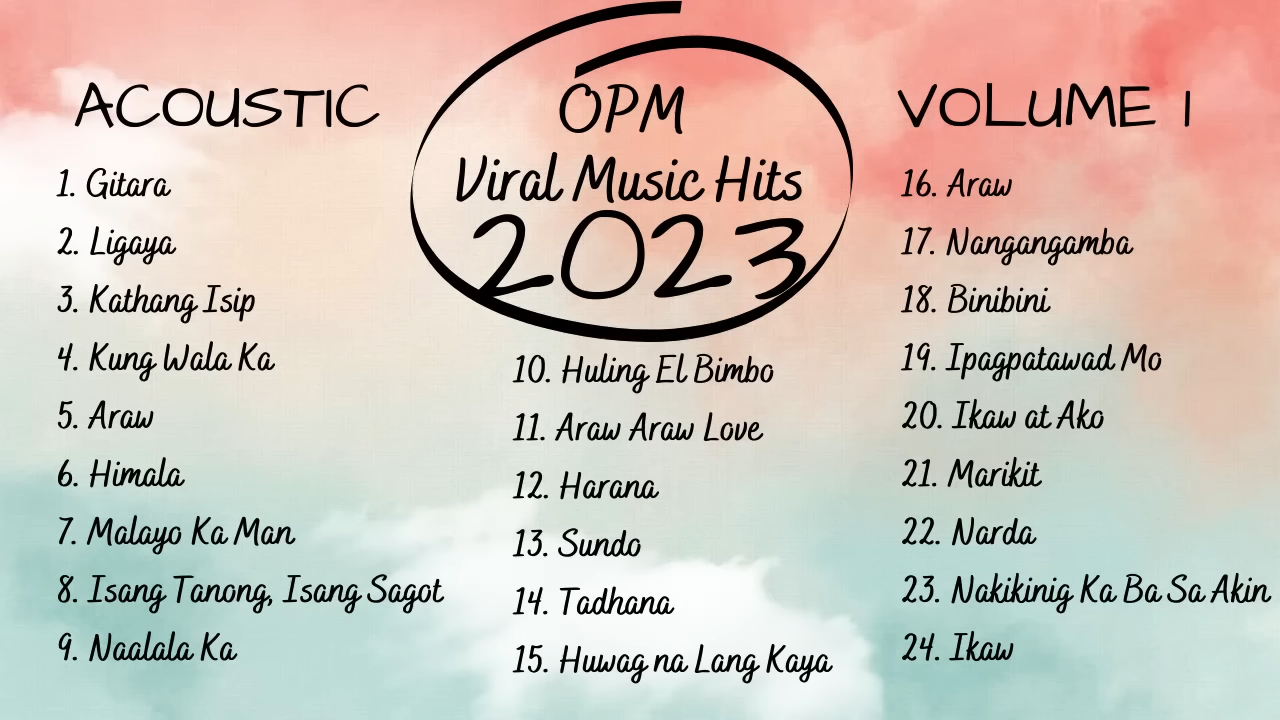 ACOUSTIC
1. Gitara
2. Ligaya
3. Kathang Isip
4. Kung Wala Ka
5. Araw
6. Himala
7. Malayo Ka Man
8. Isang Tanong, Isang Sagot
9. Naalala Ka
OPM
Viral Music Hits
2023
10. Huling El Bimbo
11. Araw Araw Love
12. Harana
13. Sundo
14. Tadhana
15. Huwag na Lang Kaya
VOLUME 1
16. Araw
17. Nangangamba
18. Binibini
19. Ipagpatawad Mo
20. Ikaw at Ako
21. Marikit
22. Narda
23. Nakikinig Ka Ba Sa Akin
24. Ikaw